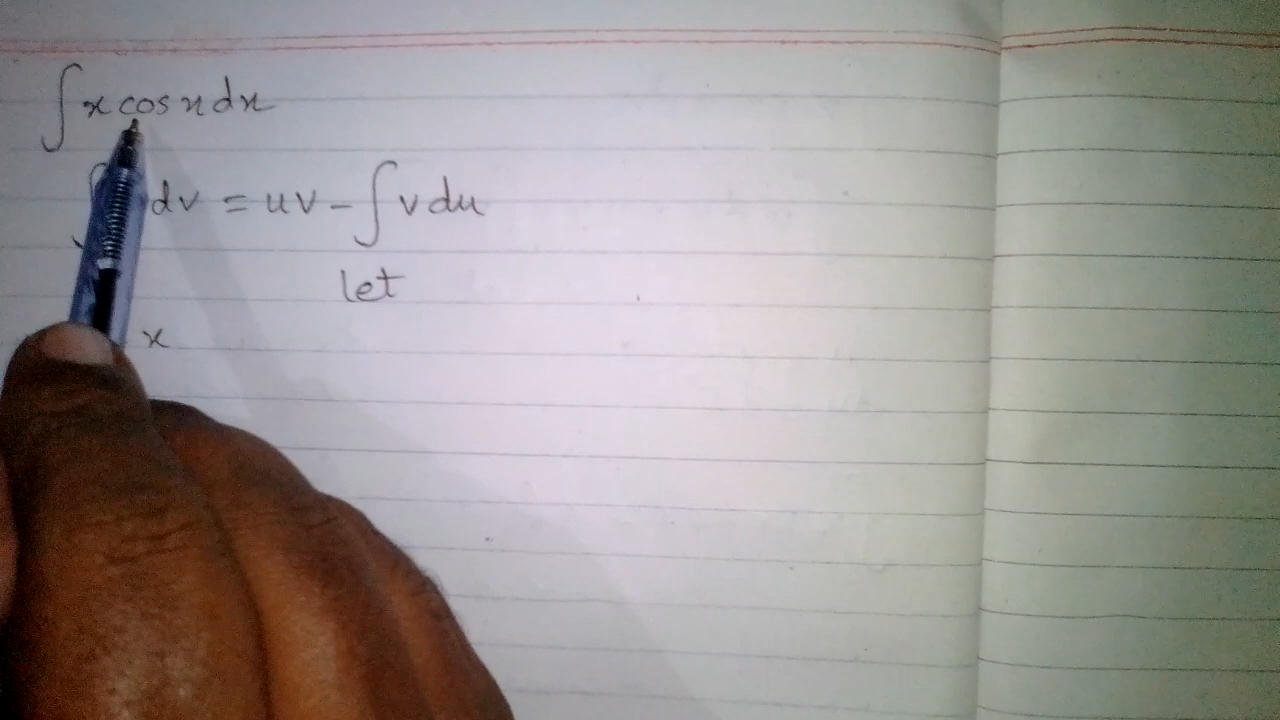 ∫ x cos x dx
∫ dv = uv - ∫ v du
let
x